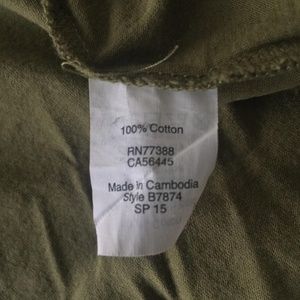 100% Cotton
RN77388
CA56445
Made in Cambodia
Style B7874
SP 15